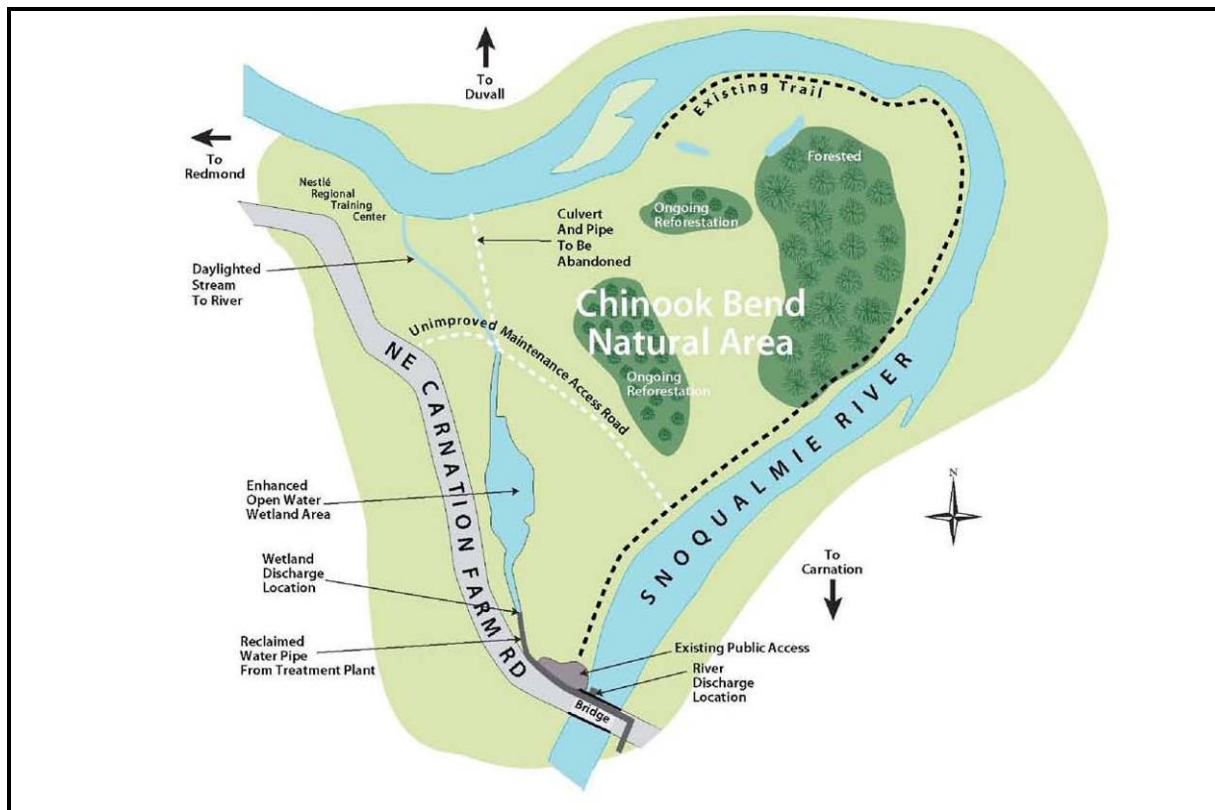 To
Duvall
To
Redmond
Existing Trail
Forested
Nestlé
Regional
Training
Center
Ongoing
Reforestation
Culvert
And Pipe
To Be
Abandoned
Daylighted
Stream
To River
Chinook Bend
Natural Area
Unimproved Maintenance Access Road
Ongoing
Reforestation
NE CARNATION FARM RD
SNOQUALMIE RIVER
Enhanced
Open Water
Wetland Area
N
To
Carnation
Wetland
Discharge
Location
Reclaimed
Water Pipe
From Treatment Plant
Existing Public Access
River
Discharge
Location
Bridge